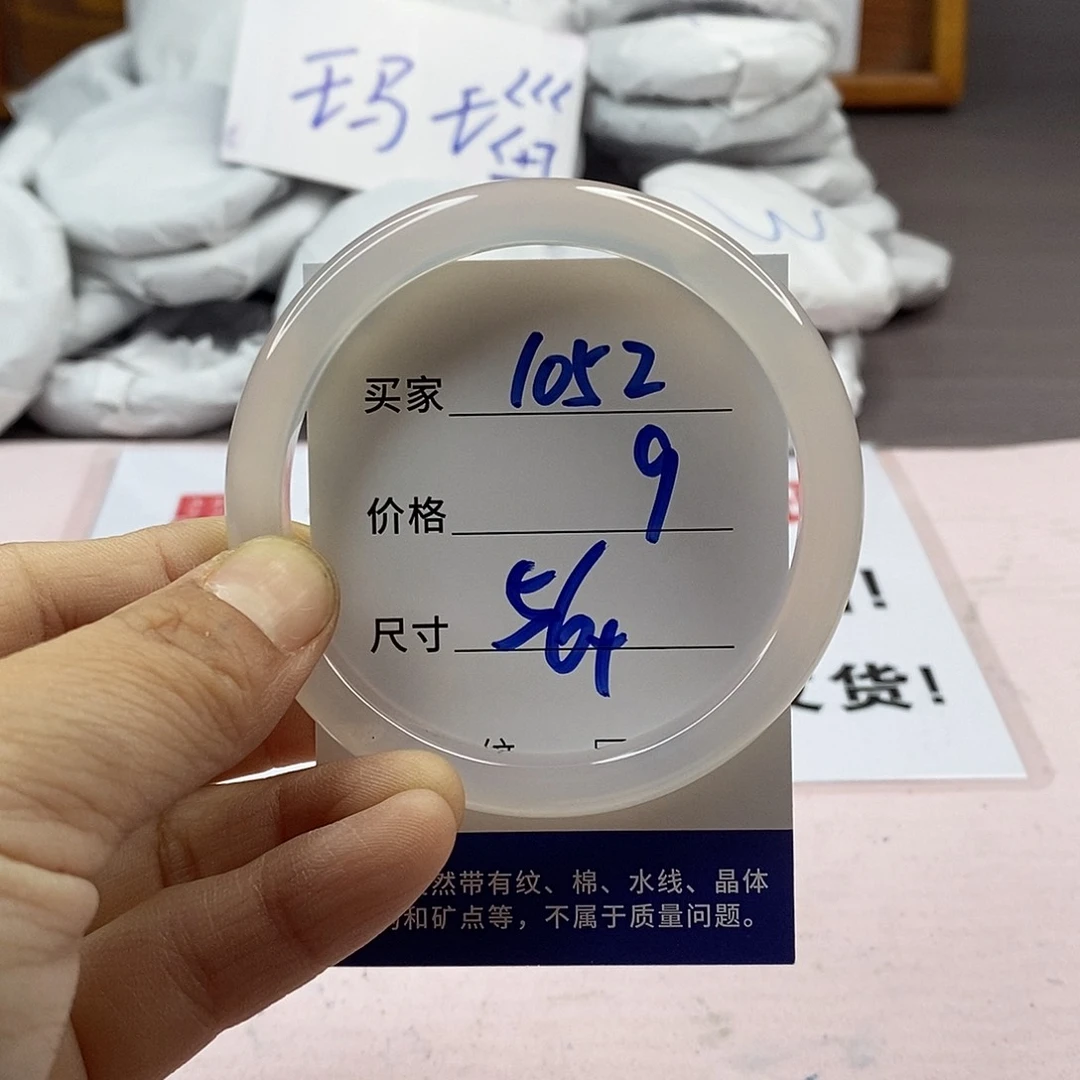 玛瑙
买家 1052
价格 9
尺寸 564
然带有纹、棉、水线、晶体
和矿点等，不属于质量问题。
货!